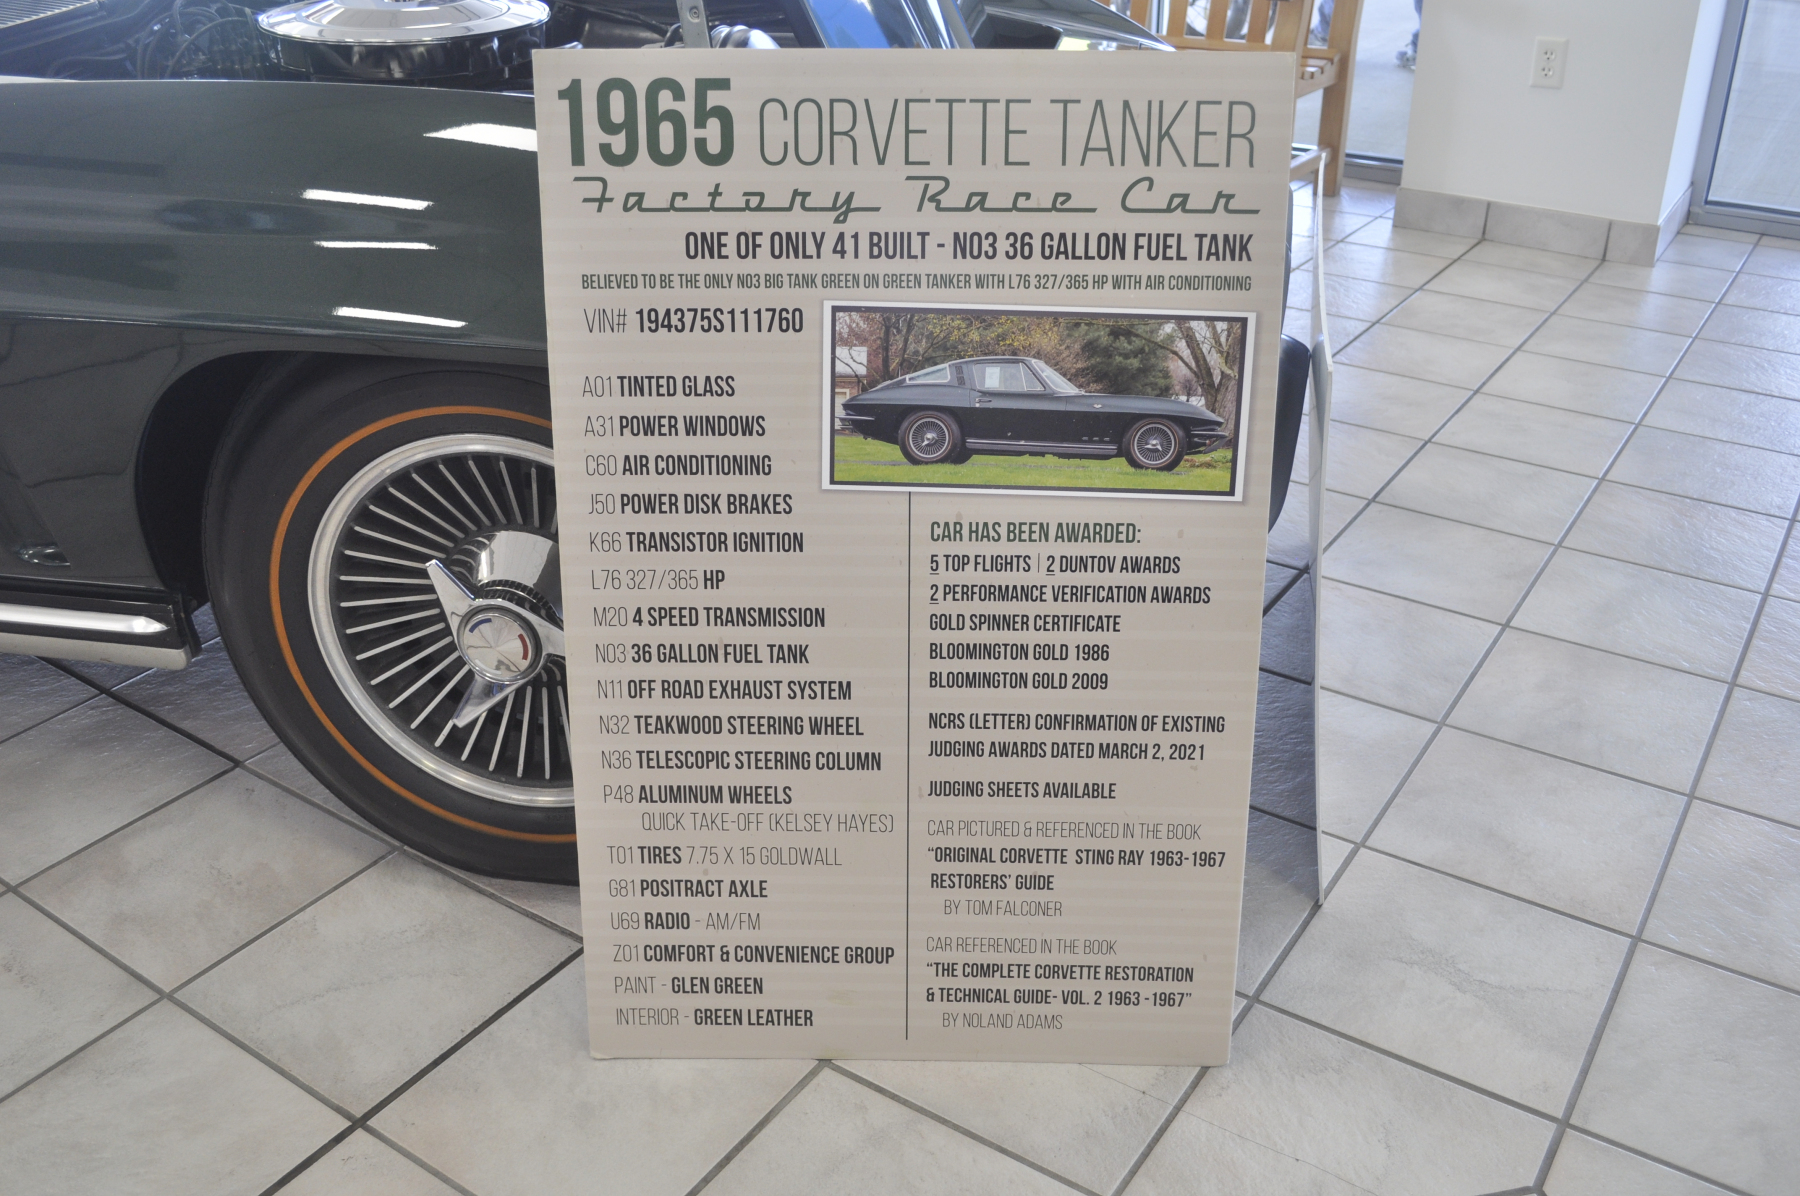 1965 CORVETTE TANKER
Factory Race Car
ONE OF ONLY 41 BUILT - NO3 36 GALLON FUEL TANK
BELIEVED TO BE THE ONLY NO3 BIG TANK GREEN ON GREEN TANKER WITH L76 327/365 HP WITH AIR CONDITIONING
VIN# 194375S111760
A01 TINTED GLASS
A31 POWER WINDOWS
C60 AIR CONDITIONING
J50 POWER DISK BRAKES
K66 TRANSISTOR IGNITION
L76 327/365 HP
M20 4 SPEED TRANSMISSION
N03 36 GALLON FUEL TANK
N11 OFF ROAD EXHAUST SYSTEM
N32 TEAKWOOD STEERING WHEEL
N36 TELESCOPIC STEERING COLUMN
P48 ALUMINUM WHEELS
QUICK TAKE-OFF (KELSEY HAYES)
T01 TIRES 7.75 X 15 GOLDWALL
G81 POSITRACT AXLE
U69 RADIO - AM/FM
Z01 COMFORT & CONVENIENCE GROUP
PAINT - GLEN GREEN
INTERIOR - GREEN LEATHER
CAR HAS BEEN AWARDED:
5 TOP FLIGHTS | 2 DUNTOV AWARDS
2 PERFORMANCE VERIFICATION AWARDS
GOLD SPINNER CERTIFICATE
BLOOMINGTON GOLD 1986
BLOOMINGTON GOLD 2009
NCRS (LETTER) CONFIRMATION OF EXISTING
JUDGING AWARDS DATED MARCH 2, 2021
JUDGING SHEETS AVAILABLE
CAR PICTURED & REFERENCED IN THE BOOK
"ORIGINAL CORVETTE STING RAY 1963-1967
RESTORERS' GUIDE
BY TOM FALCONER
CAR REFERENCED IN THE BOOK
"THE COMPLETE CORVETTE RESTORATION
& TECHNICAL GUIDE- VOL. 2 1963 -1967"
BY NOLAND ADAMS